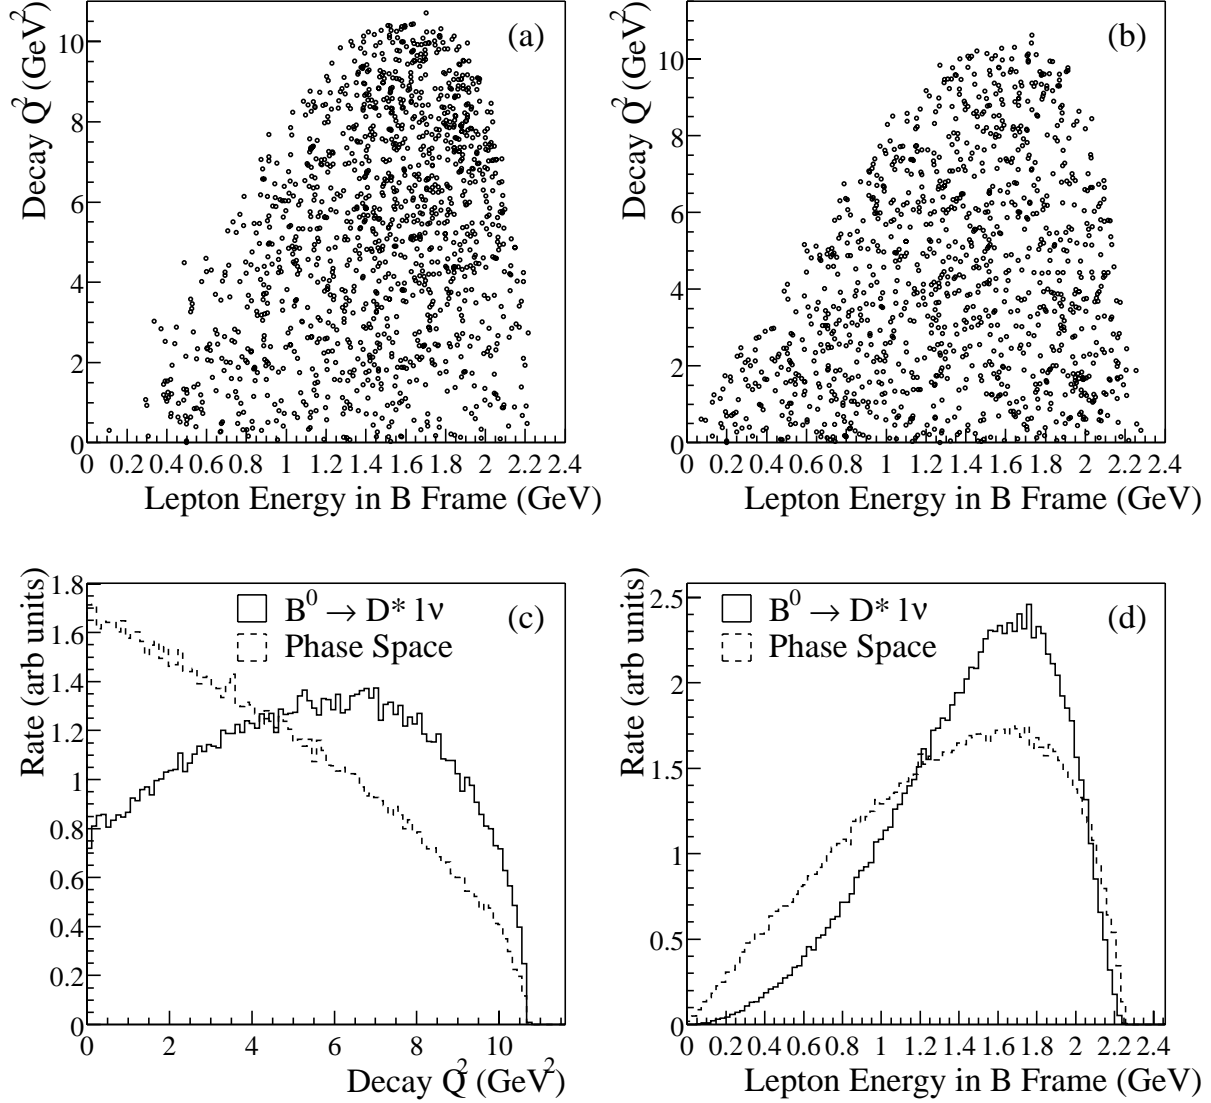 (a)
Decay Q² (GeV²)
10
8
6
4
2
0
0 0.2 0.4 0.6 0.8 1 1.2 1.4 1.6 1.8 2 2.2 2.4
Lepton Energy in B Frame (GeV)
(b)
Decay Q² (GeV²)
10
8
6
4
2
0
0 0.2 0.4 0.6 0.8 1 1.2 1.4 1.6 1.8 2 2.2 2.4
Lepton Energy in B Frame (GeV)
(c)
B⁰ → D* lν
Phase Space
Rate (arb units)
1.8
1.6
1.4
1.2
1
0.8
0.6
0.4
0.2
0
0 2 4 6 8 10
Decay Q² (GeV²)
(d)
B⁰ → D* lν
Phase Space
Rate (arb units)
2.5
2
1.5
1
0.5
0
0 0.2 0.4 0.6 0.8 1 1.2 1.4 1.6 1.8 2 2.2 2.4
Lepton Energy in B Frame (GeV)